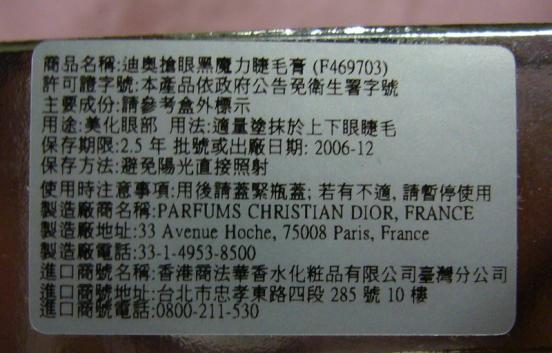 商品名稱:迪奧搶眼黑魔力睫毛膏 (F469703)
許可證字號:本產品依政府公告免衛生署字號
主要成份:請參考盒外標示
用途:美化眼部 用法:適量塗抹於上下眼睫毛
保存期限:2.5 年 批號或出廠日期: 2006-12
保存方法:避免陽光直接照射
使用時注意事項:用後請蓋緊瓶蓋; 若有不適, 請暫停使用
製造廠商名稱:PARFUMS CHRISTIAN DIOR, FRANCE
製造廠地址:33 Avenue Hoche, 75008 Paris, France
製造廠電話:33-1-4953-8500
進口商號名稱:香港商法華香水化粧品有限公司臺灣分公司
進口商號地址:台北市忠孝東路四段 285 號 10 樓
進口商號電話:0800-211-530